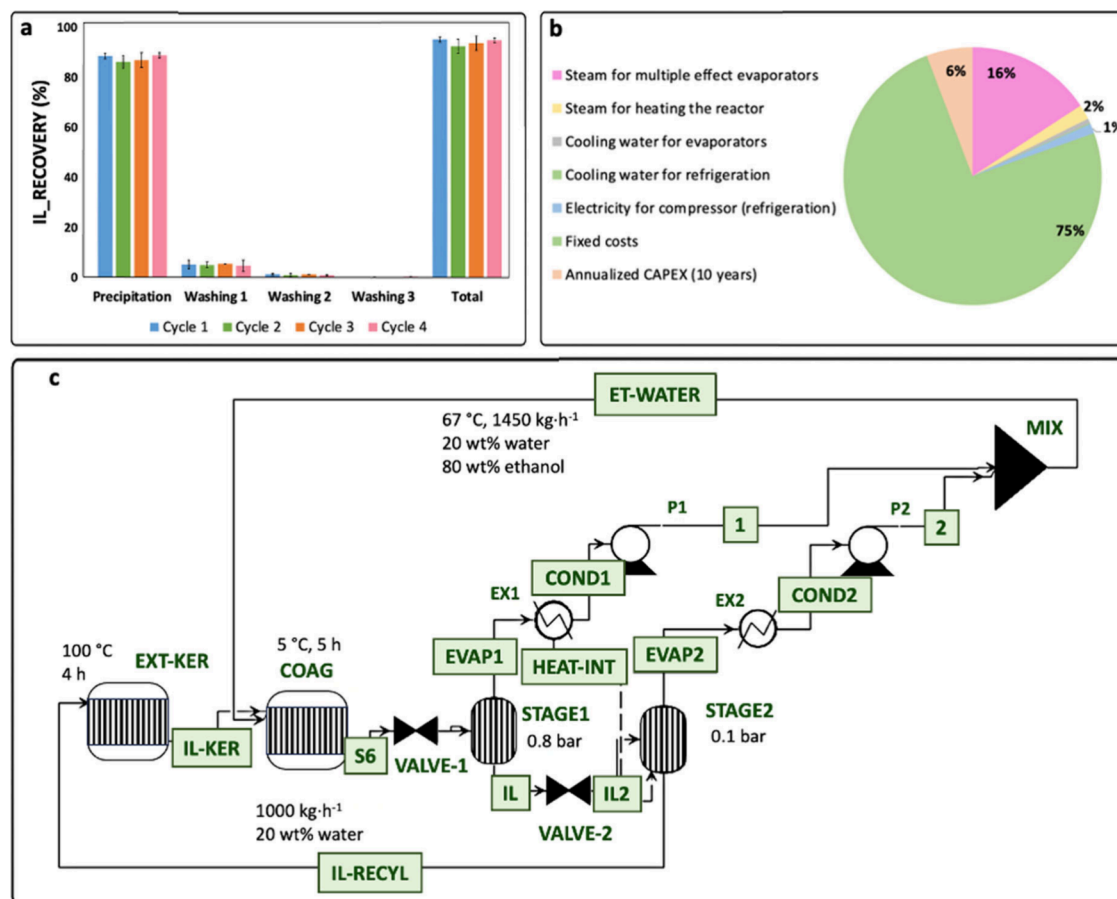 a
IL_RECOVERY (%)
100
80
60
40
20
0
Precipitation Washing 1 Washing 2 Washing 3 Total
Cycle 1 Cycle 2 Cycle 3 Cycle 4
b
Steam for multiple effect evaporators
Steam for heating the reactor
Cooling water for evaporators
Cooling water for refrigeration
Electricity for compressor (refrigeration)
Fixed costs
Annualized CAPEX (10 years)
6%
16%
2%
1%
75%
c
ET-WATER
67 °C, 1450 kg·h⁻¹
20 wt% water
80 wt% ethanol
MIX
P1
1
P2
2
COND1
COND2
EX1
EX2
EVAP1
HEAT-INT
EVAP2
100 °C
4 h
EXT-KER
5 °C, 5 h
COAG
STAGE1
0.8 bar
STAGE2
0.1 bar
IL-KER
S6
VALVE-1
IL
IL2
VALVE-2
1000 kg·h⁻¹
20 wt% water
IL-RECYL